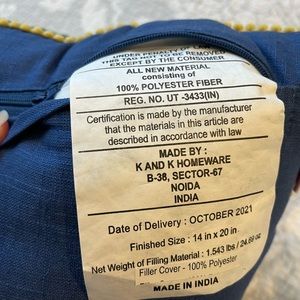 UNDER PENALTY
THIS TAG NOT TO BE REMOVED
EXCEPT BY THE CONSUMER
ALL NEW MATERIAL
consisting of
100% POLYESTER FIBER
REG. NO. UT -3433(IN)
Certification is made by the manufacturer
that the materials in this article are
described in accordance with law
MADE BY:
K AND K HOMEWARE
B-38, SECTOR-67
NOIDA
INDIA
Date of Delivery : OCTOBER 2021
Finished Size : 14 in x 20 in.
Net Weight of Filling Material : 1.543 lbs / 24.69 oz
Filler Cover - 100% Polyester
MADE IN INDIA